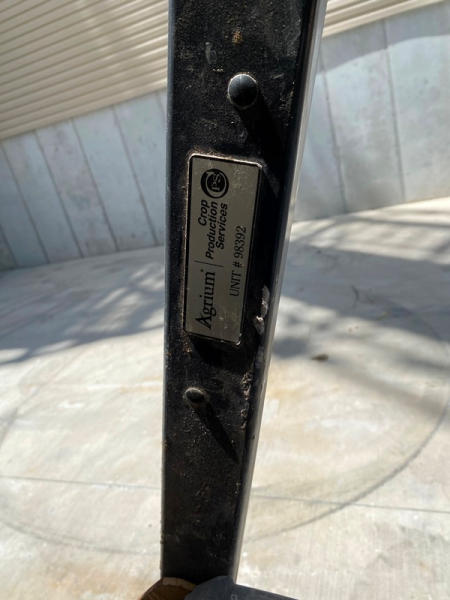 Agrium
Crop
Production
Services
UNIT # 98392